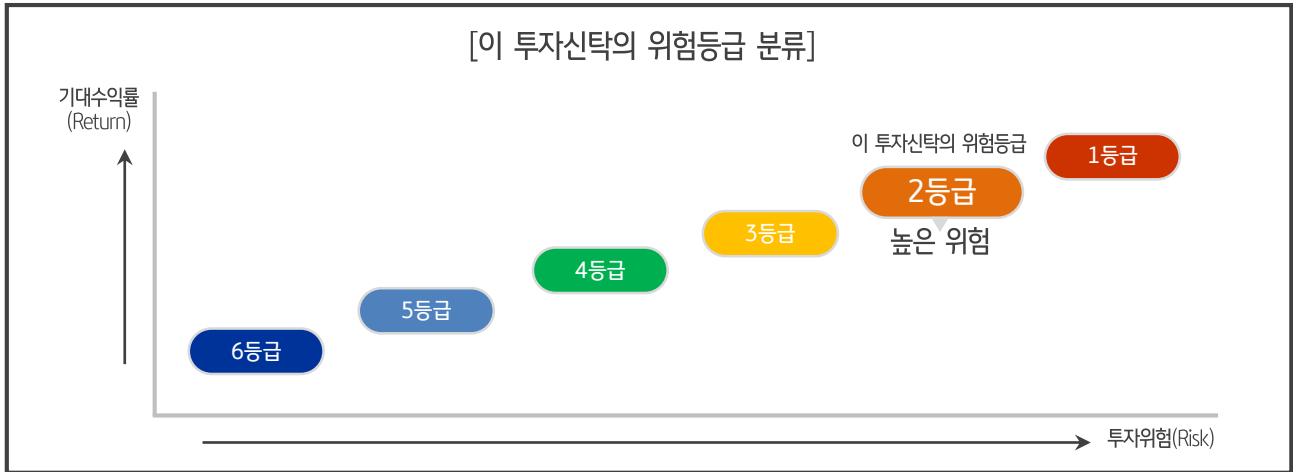 [이 투자신탁의 위험등급 분류]
기대수익률
(Return)
이 투자신탁의 위험등급
1등급
2등급
높은 위험
3등급
4등급
5등급
6등급
투자위험(Risk)